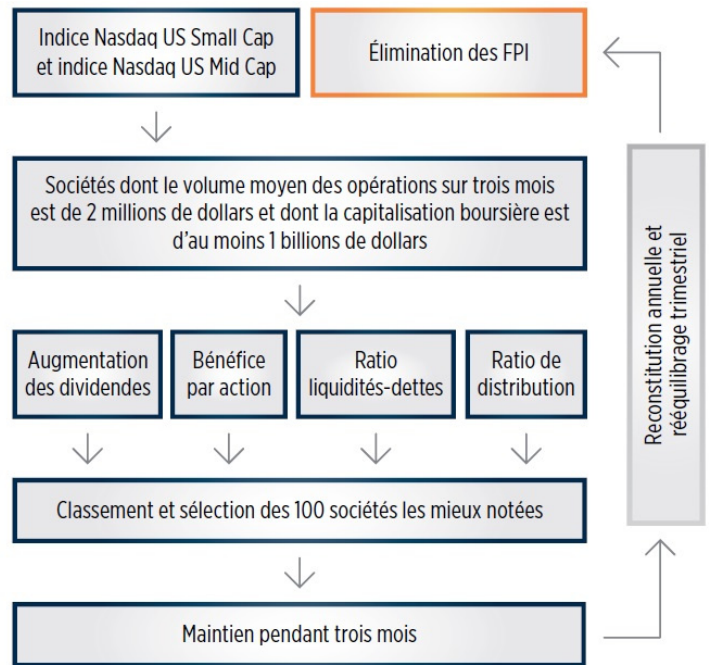 Indice Nasdaq US Small Cap
et indice Nasdaq US Mid Cap
Élimination des FPI
Sociétés dont le volume moyen des opérations sur trois mois
est de 2 millions de dollars et dont la capitalisation boursière est
d'au moins 1 billions de dollars
Augmentation
des dividendes
Bénéfice
par action
Ratio
liquidités-dettes
Ratio de
distribution
Classement et sélection des 100 sociétés les mieux notées
Maintien pendant trois mois
Reconstitution annuelle et
rééquilibrage trimestriel